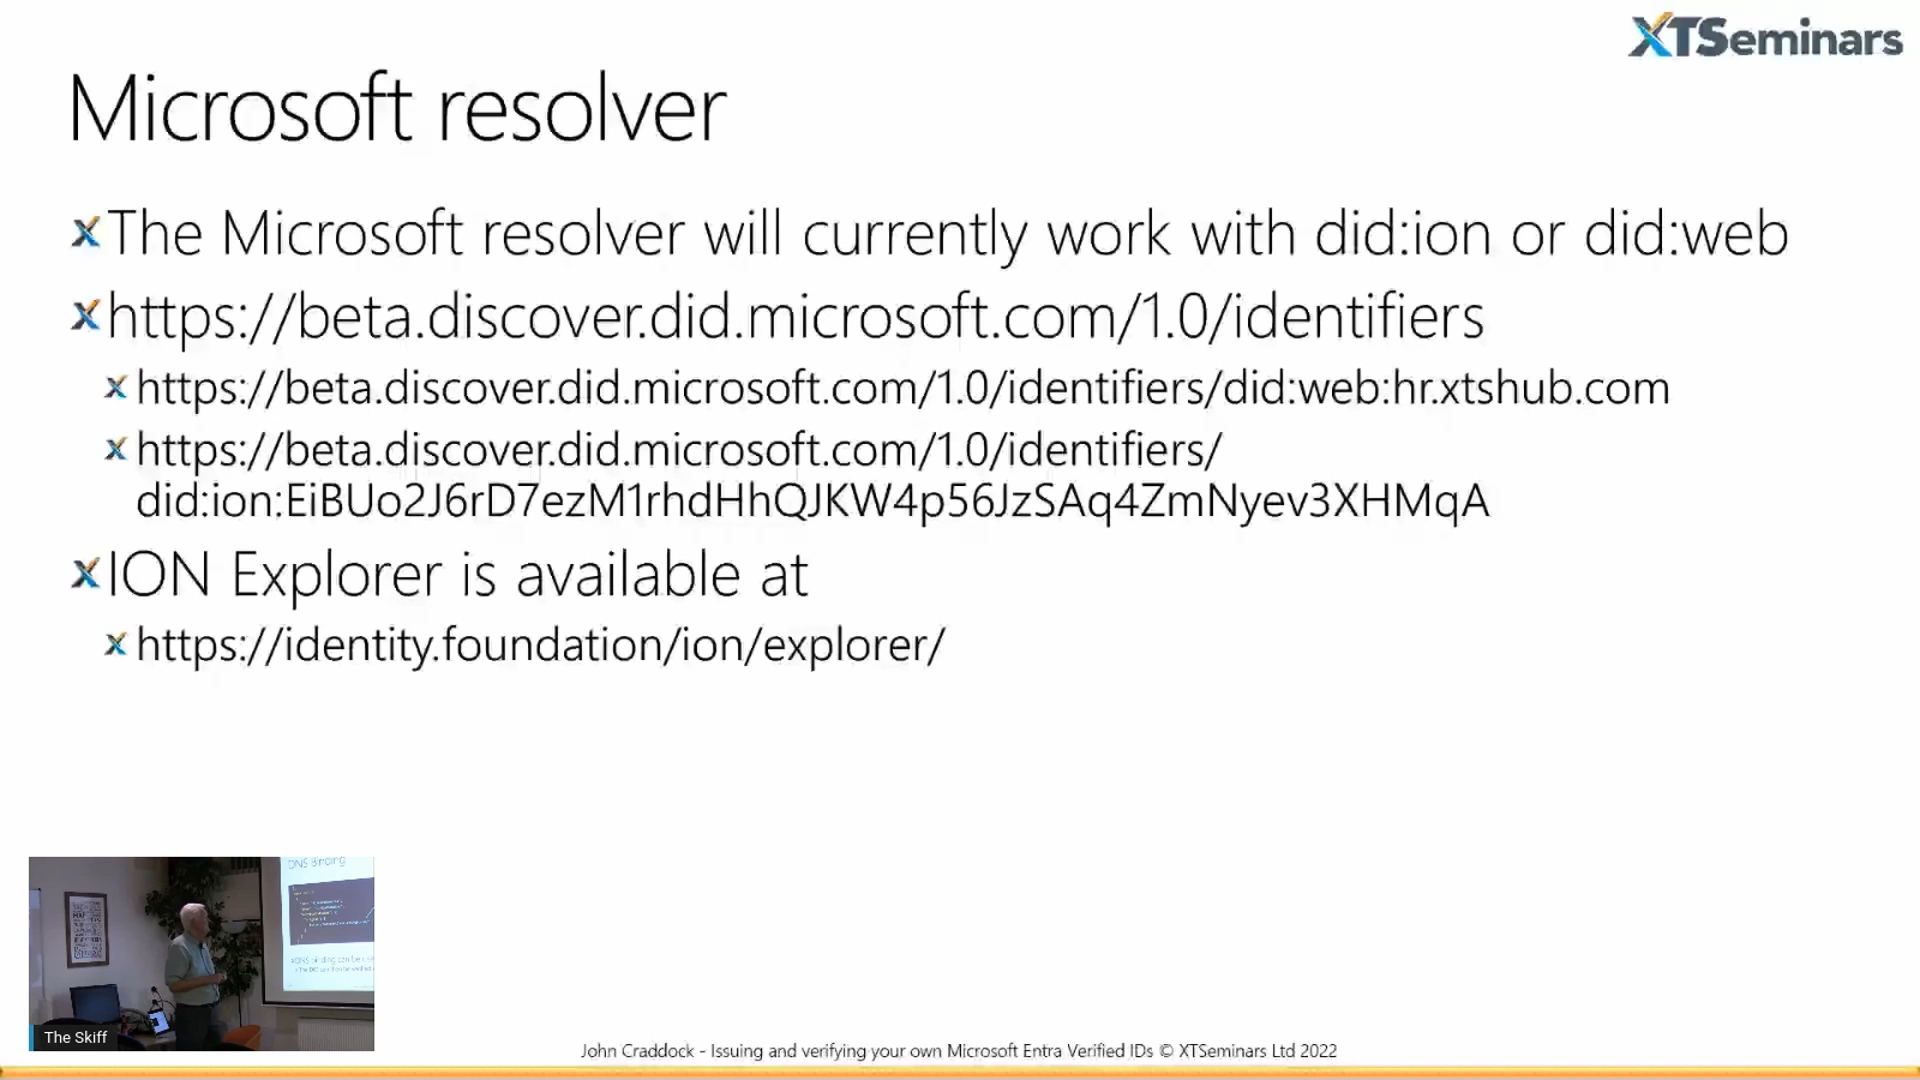 XTSeminars
Microsoft resolver
The Microsoft resolver will currently work with did:ion or did:web
https://beta.discover.did.microsoft.com/1.0/identifiers
https://beta.discover.did.microsoft.com/1.0/identifiers/did:web:hr.xtshub.com
https://beta.discover.did.microsoft.com/1.0/identifiers/
did:ion:EiBUo2J6rD7ezM1rhdHhQJKW4p56JzSAq4ZmNyev3XHMqA
ION Explorer is available at
https://identity.foundation/ion/explorer/
DNS Binding
The Skiff
John Craddock - Issuing and verifying your own Microsoft Entra Verified IDs © XTSeminars Ltd 2022